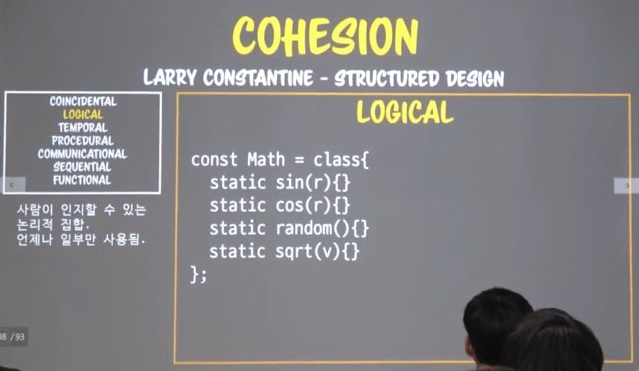 COHESION
LARRY CONSTANTINE - STRUCTURED DESIGN
COINCIDENTAL
LOGICAL
TEMPORAL
PROCEDURAL
COMMUNICATIONAL
SEQUENTIAL
FUNCTIONAL
사람이 인지할 수 있는
논리적 집합.
언제나 일부만 사용됨.
LOGICAL
const Math = class{
static sin(r){}
static cos(r){}
static random(){}
static sqrt(v){}
};
/ 93